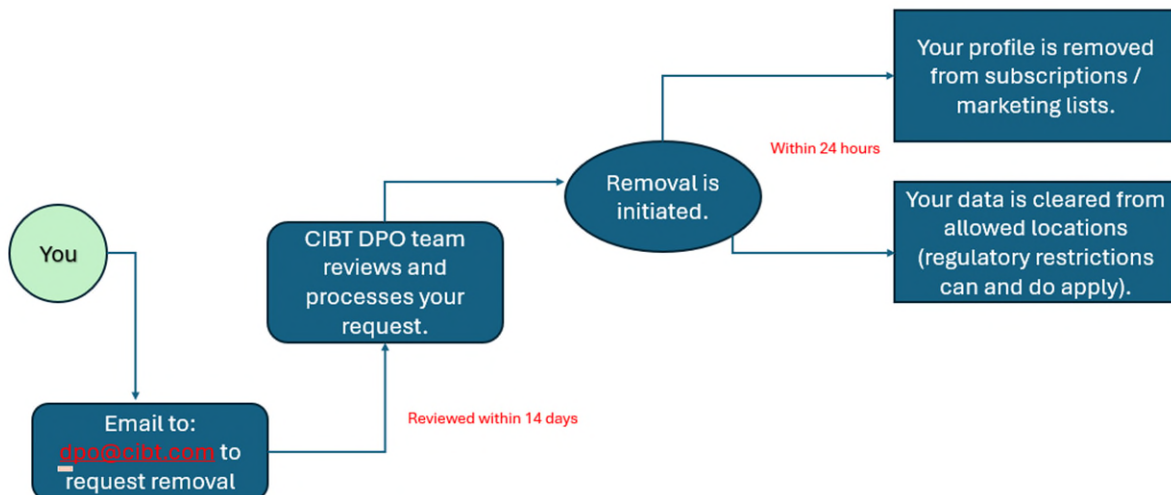 You
Email to:
dpo@cibt.com to
request removal
Reviewed within 14 days
CIBT DPO team
reviews and
processes your
request.
Removal is
initiated.
Within 24 hours
Your profile is removed
from subscriptions /
marketing lists.
Your data is cleared from
allowed locations
(regulatory restrictions
can and do apply).